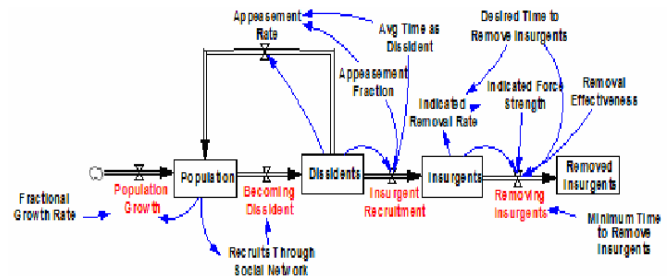 Appeasement
Rate
Avg Time as
Dissident
Desired Time to
Remove Insurgents
Appeasement
Fraction
Indicated
Removal Rate
Indicated Force
Strength
Removal
Effectiveness
Population
Dissidents
Insurgents
Removed
Insurgents
Population
Growth
Becoming
Dissident
Insurgent
Recruitment
Removing
Insurgents
Fractional
Growth Rate
Recruits Through
Social Network
Minimum Time
to Remove
Insurgents